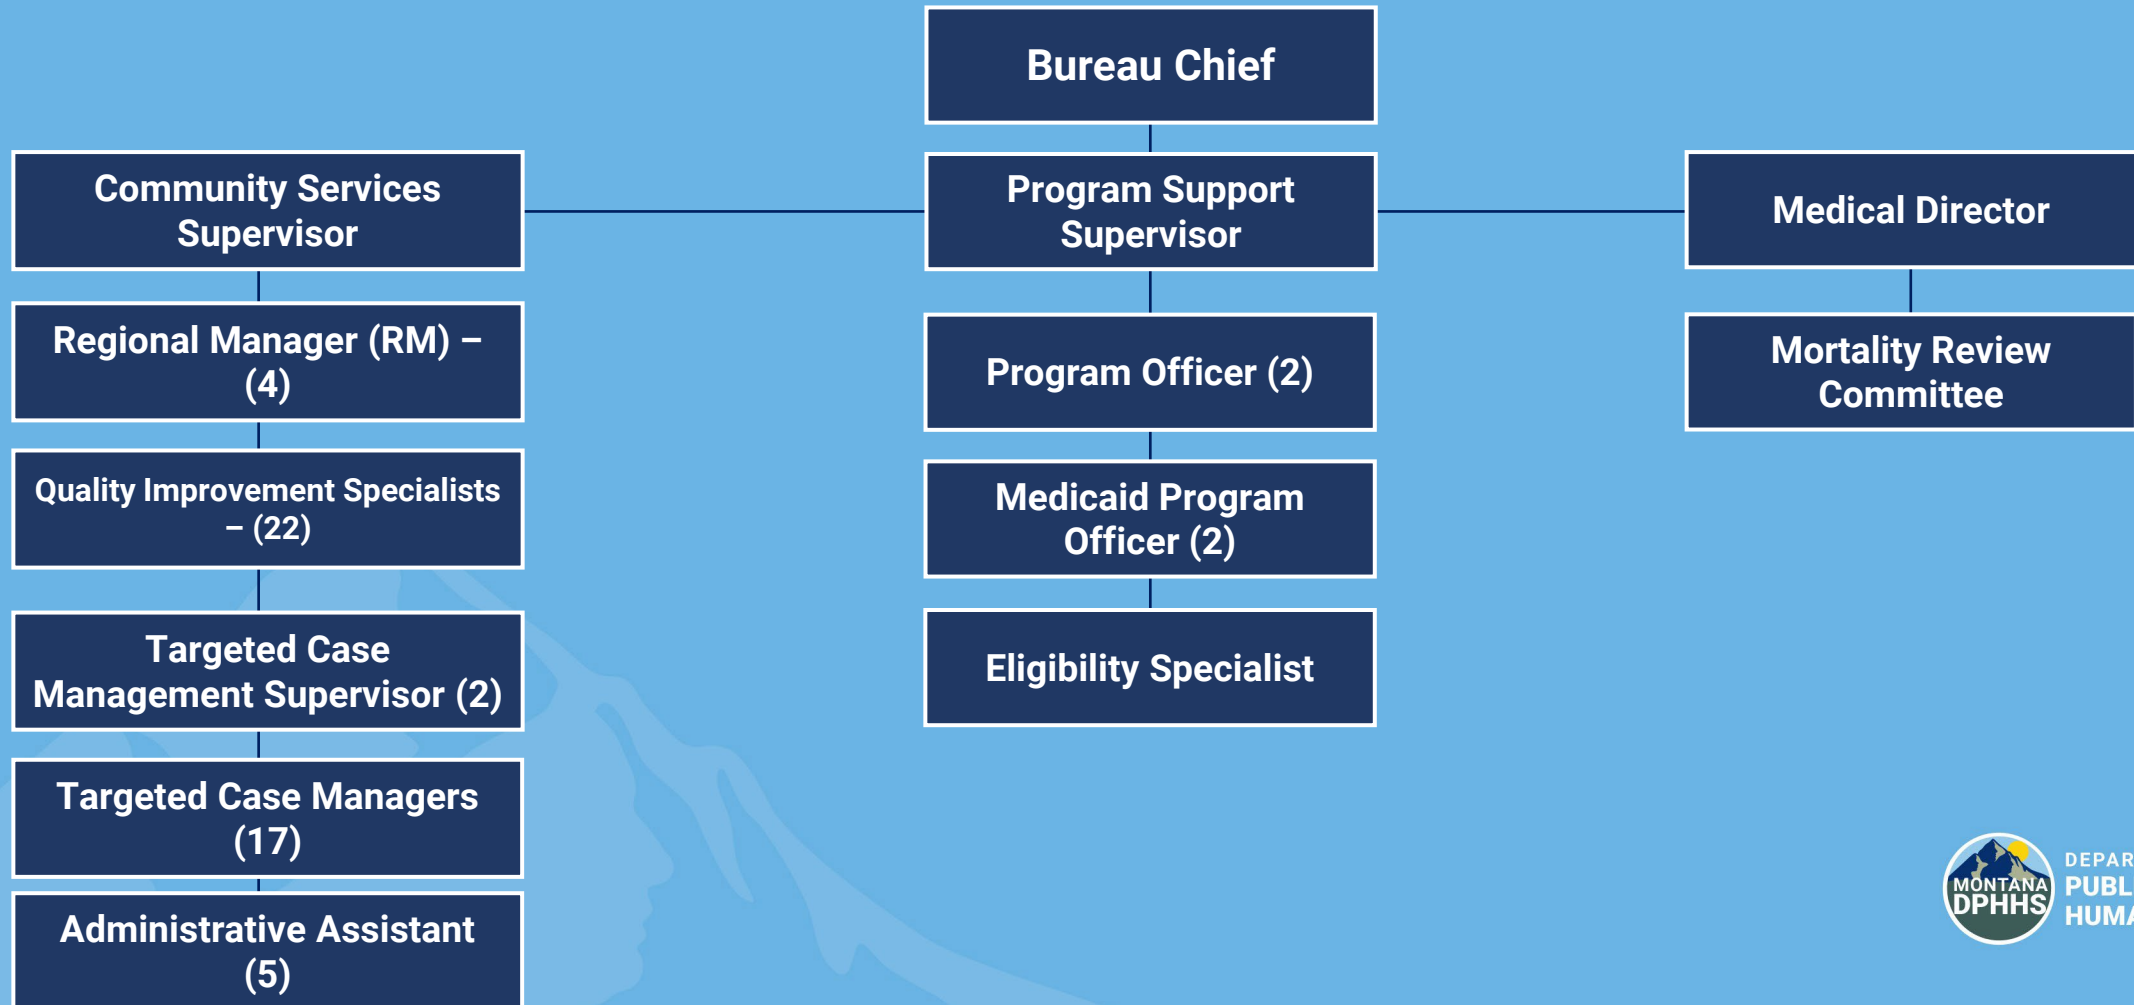 Bureau Chief
Community Services
Supervisor
Program Support
Supervisor
Medical Director
Regional Manager (RM) –
(4)
Program Officer (2)
Mortality Review
Committee
Quality Improvement Specialists
– (22)
Medicaid Program
Officer (2)
Targeted Case
Management Supervisor (2)
Eligibility Specialist
Targeted Case Managers
(17)
Administrative Assistant
(5)
MONTANA
DPHHS